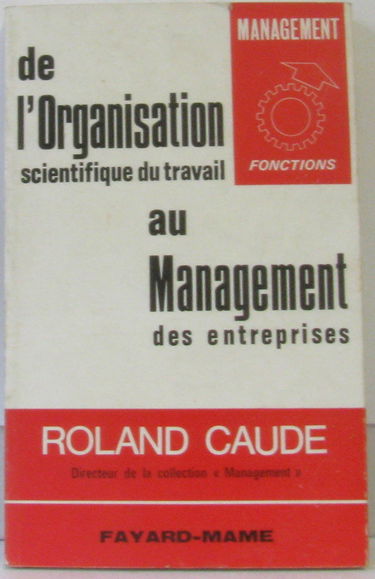 MANAGEMENT
FONCTIONS
de
l'Organisation
scientifique du travail
au
Management
des entreprises
ROLAND CAUDE
Directeur de la collection « Management »
FAYARD-MAME